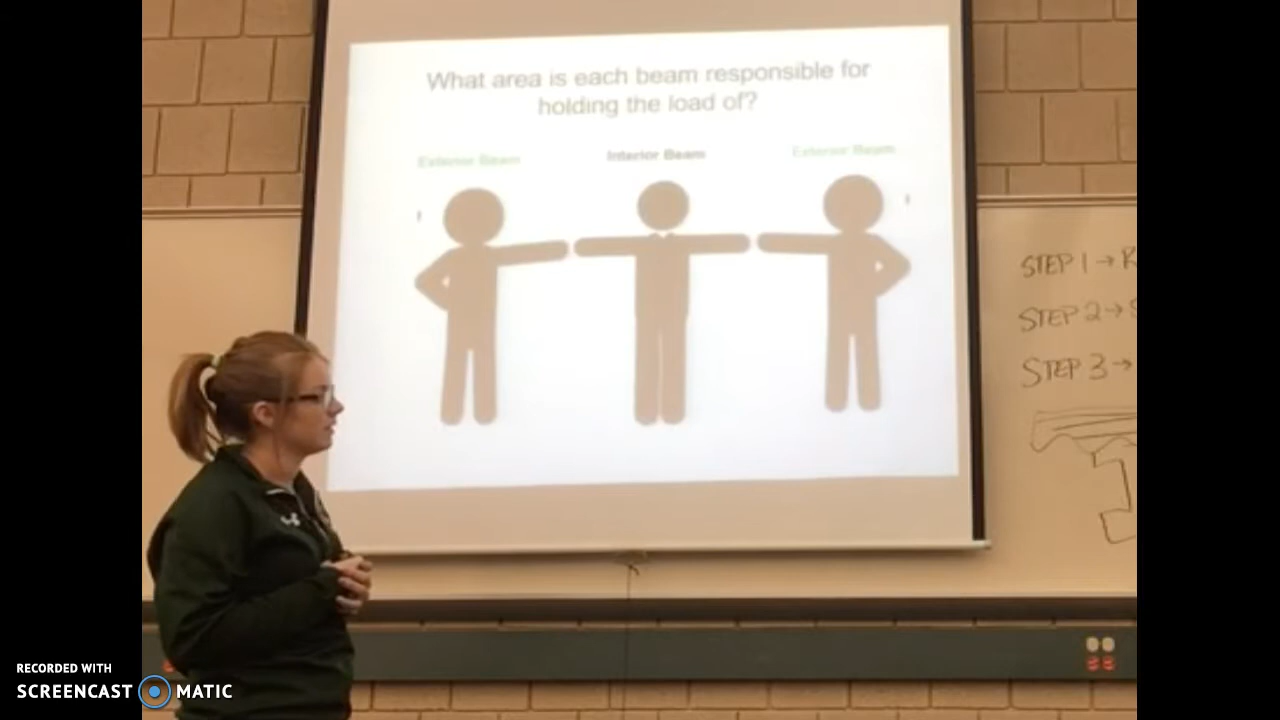 What area is each beam responsible for
holding the load of?
Exterior Beam Interior Beam Exterior Beam
STEP 1 →
STEP 2 →
STEP 3 →
RECORDED WITH
SCREENCAST MATIC